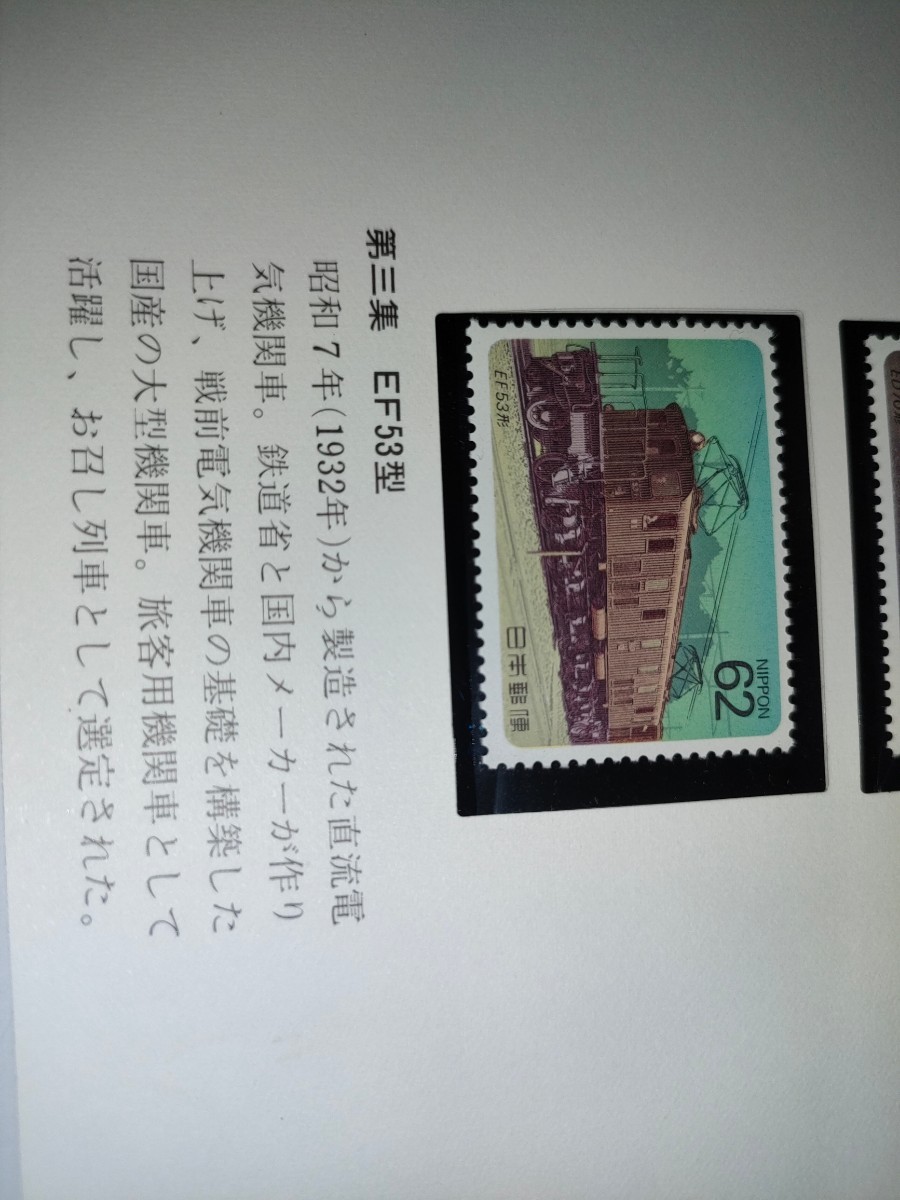 NIPPON
62
EF53形
日本郵便
ED70形
第三集 EF53型
昭和7年(1932年)から製造された直流電
気機関車。鉄道省と国内メーカーが作り
上げ、戦前電気機関車の基礎を構築した
国産の大型機関車。旅客用機関車として
活躍し、お召し列車として選定された。